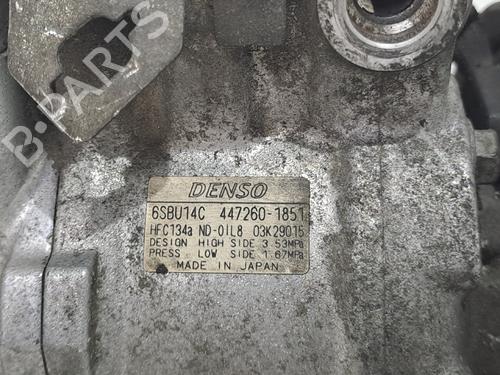 B-PARTS
DENSO
6SBU14C 447260-1851
HFC134a ND-OIL8 03K29015
DESIGN HIGH SIDE 3.53MPa
PRESS LOW SIDE 1.67MPa
MADE IN JAPAN